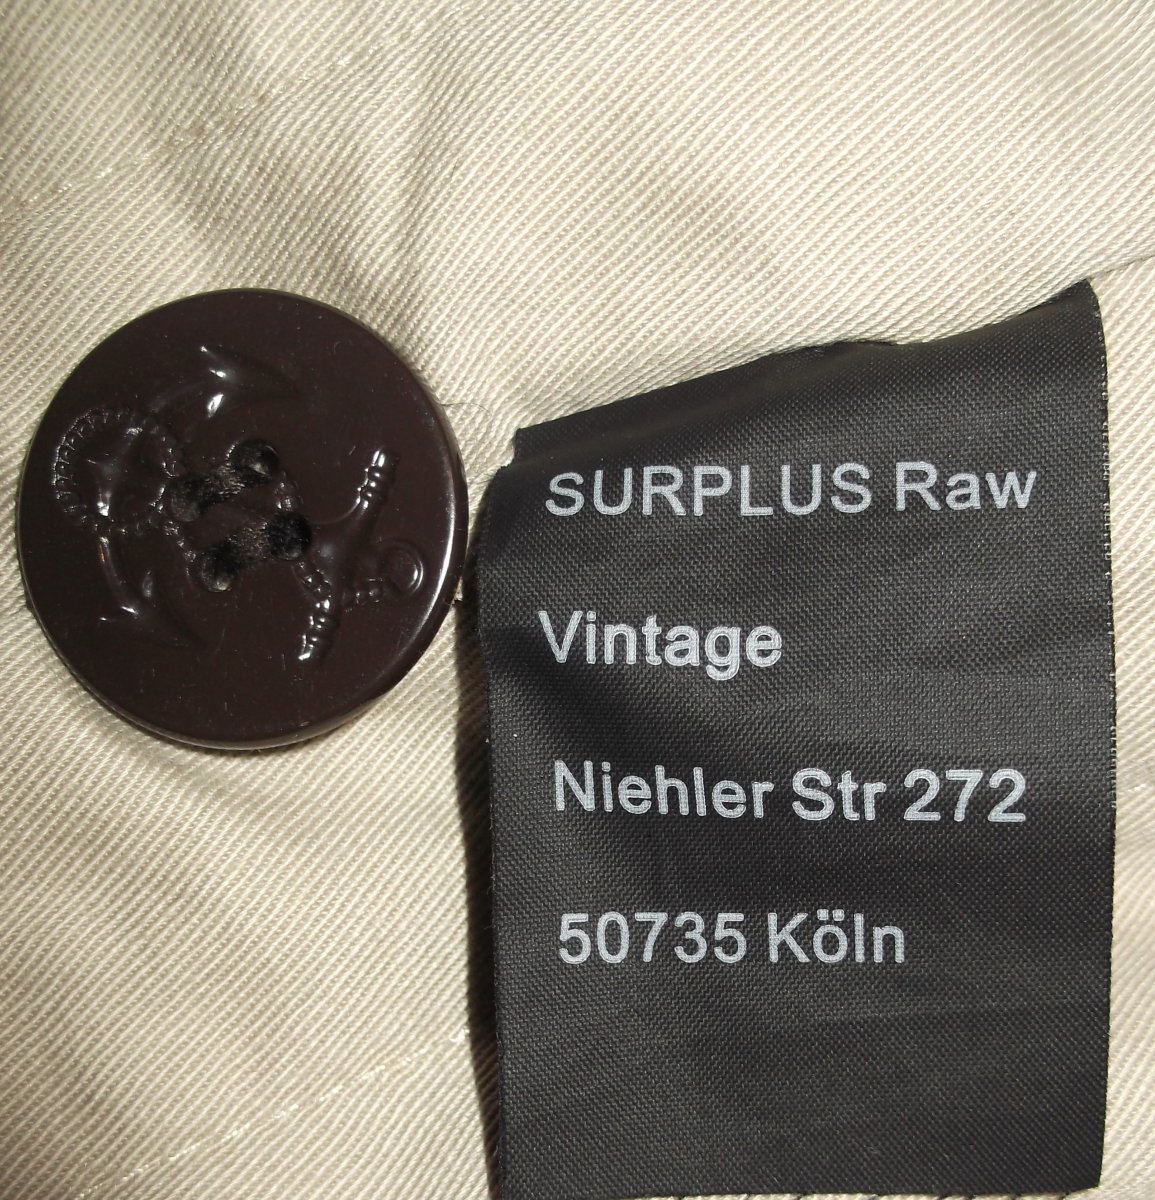 SURPLUS Raw
Vintage
Niehler Str 272
50735 Köln